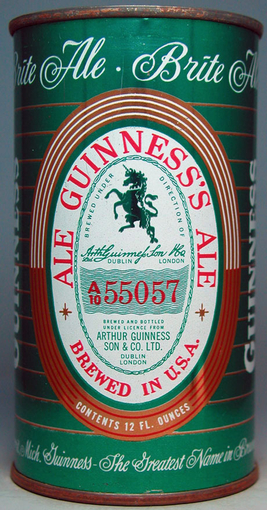 Brite Ale · Brite Al
GUINNESS'S
ALE ALE
BREWED UNDER DIRECTION OF
Arth Guinness Son & Co.
DUBLIN LONDON
A/10 55057
BREWED AND BOTTLED
UNDER LICENCE FROM
ARTHUR GUINNESS
SON & CO. LTD.
DUBLIN
LONDON
BREWED IN U.S.A.
CONTENTS 12 FL. OUNCES
Mich. Guinness - The Greatest Name in